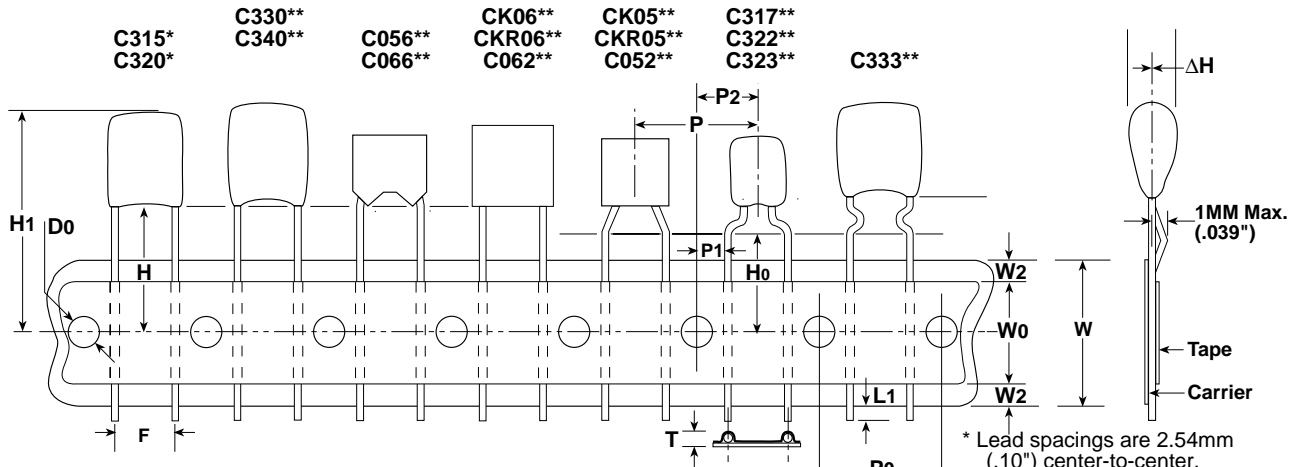 C330** CK06** CK05** C317**
C315* C340** C056** CKR06** CKR05** C322**
C320* C066** C062** C052** C323** C333**
ΔH
P2
P
H1
D0
1MM Max.
(.039")
H
P1
H0
W2
W0
W
Tape
W2
L1
Carrier
F
T
* Lead spacings are 2.54mm
(.10") center-to-center.
P0